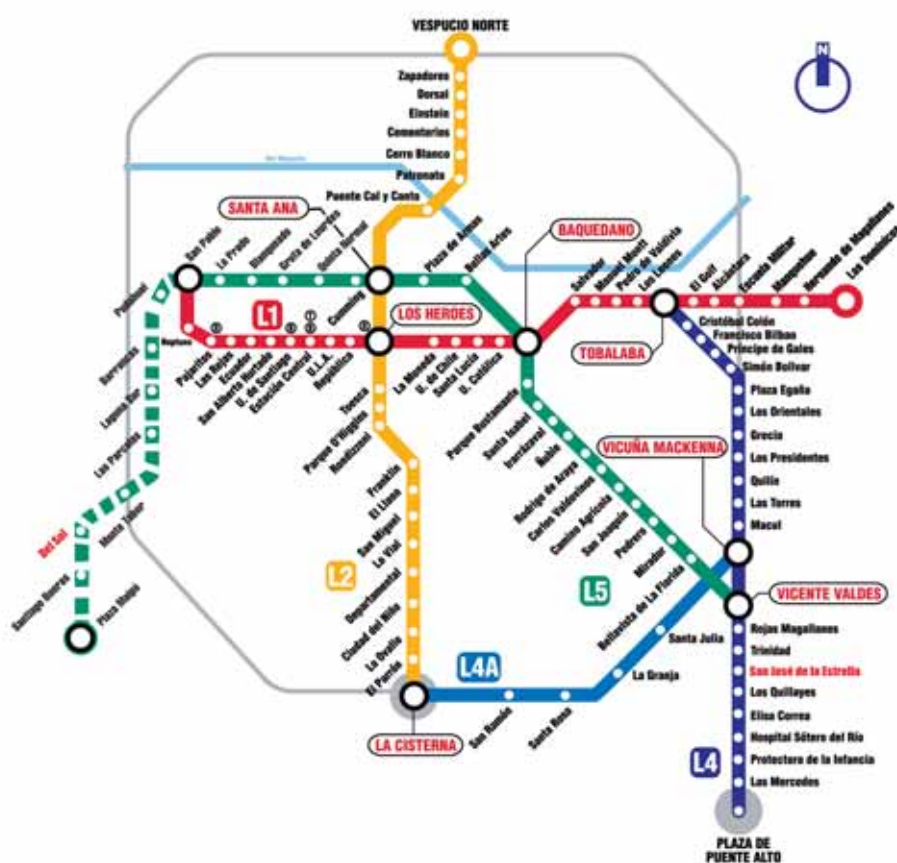 VESPUCIO NORTE
N
Zapadores
Dorsal
Einstein
Cementerios
Cerro Blanco
Patronato
Puente Cal y Canto
SANTA ANA
BAQUEDANO
San Pablo
Lo Prado
Blanqueado
Gruta de Lourdes
Quinta Normal
Cumming
Plaza de Armas
Bellas Artes
Salvador
Manuel Montt
Pedro de Valdivia
Los Leones
El Golf
Alcántara
Escuela Militar
Manquehue
Hernando de Magallanes
Los Dominicos
Pudahuel
Barrancas
Laguna Sur
Las Parcelas
Monte Tabor
Del Sol
Santiago Bueras
Plaza Maipú
L1
LOS HEROES
TOBALABA
Neptuno
Pajaritos
Las Rejas
Ecuador
San Alberto Hurtado
U. de Santiago
Estación Central
U.L.A.
República
La Moneda
U. de Chile
Santa Lucía
U. Católica
Cristóbal Colón
Francisco Bilbao
Príncipe de Gales
Simón Bolívar
Plaza Egaña
Los Orientales
Grecia
Los Presidentes
Quilín
Las Torres
Macul
VICUÑA MACKENNA
Toesca
Parque O'Higgins
Rondizzoni
Franklin
El Llano
San Miguel
Lo Vial
Departamental
Ciudad del Niño
Lo Ovalle
El Parrón
L2
Parque Bustamante
Santa Isabel
Irarrázaval
Ñuble
Rodrigo de Araya
Carlos Valdovinos
Camino Agrícola
San Joaquín
Pedrero
Mirador
Bellavista de La Florida
L5
VICENTE VALDES
Santa Julia
La Granja
Santa Rosa
San Ramón
L4A
LA CISTERNA
Rojas Magallanes
Trinidad
San José de la Estrella
Los Quillayes
Elisa Correa
Hospital Sótero del Río
Protectora de la Infancia
Las Mercedes
L4
PLAZA DE
PUENTE ALTO